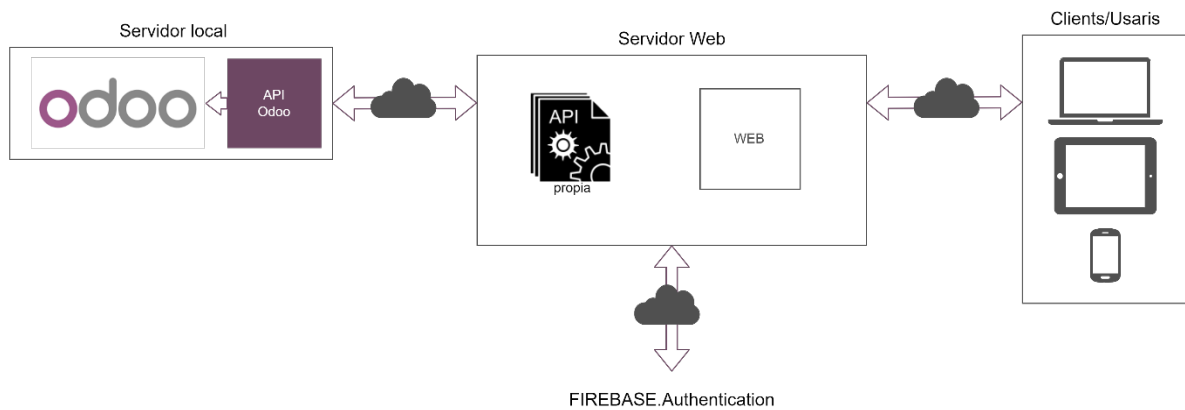 Servidor local
odoo
API
Odoo
Servidor Web
API
propia
WEB
Clients/Usaris
FIREBASE.Authentication